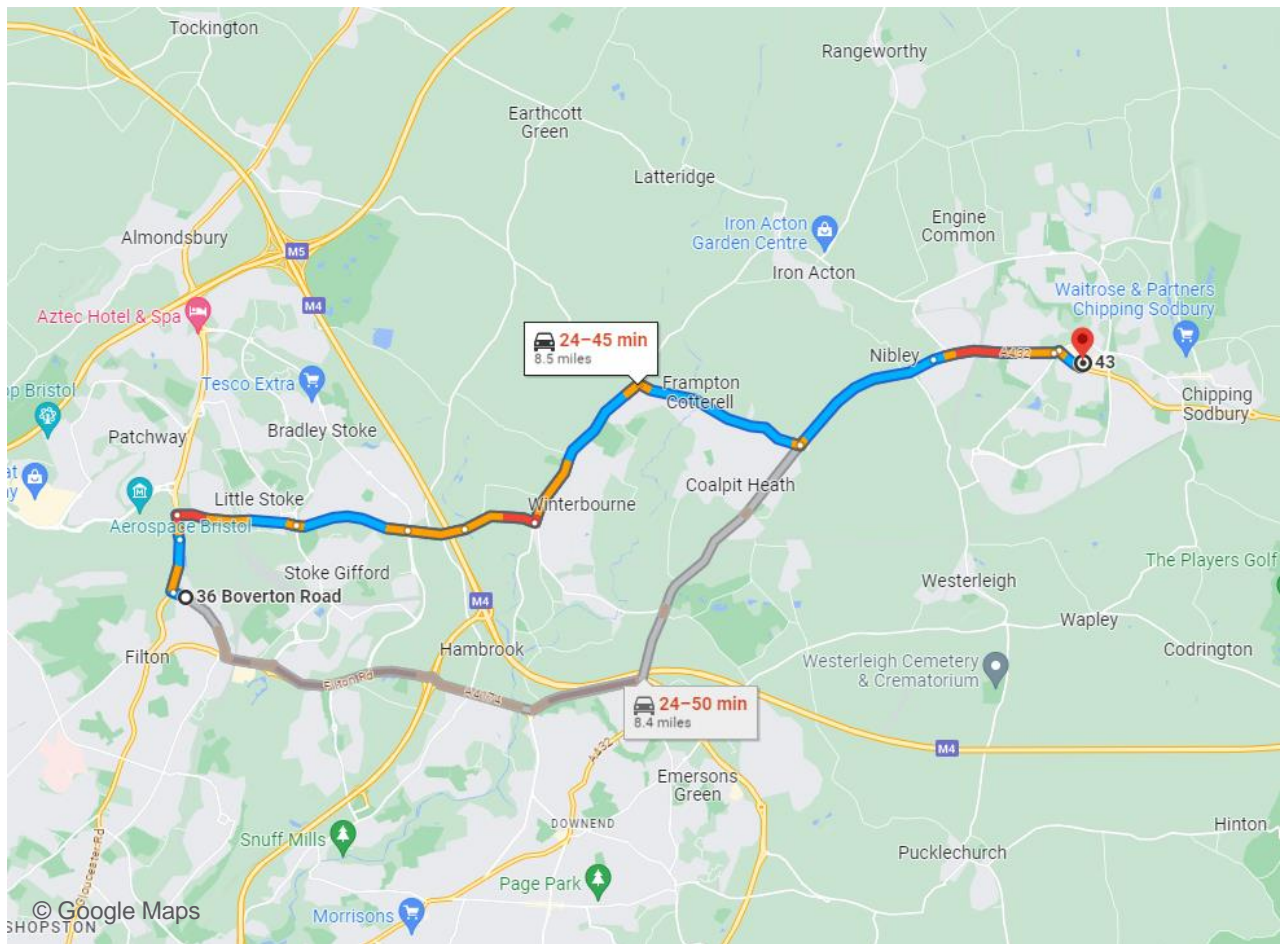 Tockington
Rangeworthy
Earthcott
Green
Latteridge
Iron Acton
Garden Centre
Engine
Common
Almondsbury
M5
Iron Acton
M4
Aztec Hotel & Spa
Waitrose & Partners
Chipping Sodbury
24–45 min
8.5 miles
Nibley
A432
43
op Bristol
Tesco Extra
Frampton
Cotterell
Chipping
Sodbury
Patchway
Bradley Stoke
Coalpit Heath
Little Stoke
Winterbourne
Aerospace Bristol
The Players Golf
Stoke Gifford
Westerleigh
36 Boverton Road
M4
Wapley
Filton
Hambrook
Codrington
Westerleigh Cemetery
& Crematorium
Filton Rd
A4174
24–50 min
8.4 miles
A432
M4
Emersons
Green
DOWNEND
Snuff Mills
Hinton
Pucklechurch
Gloucester Rd
Page Park
© Google Maps
Morrisons
SHOPSTON